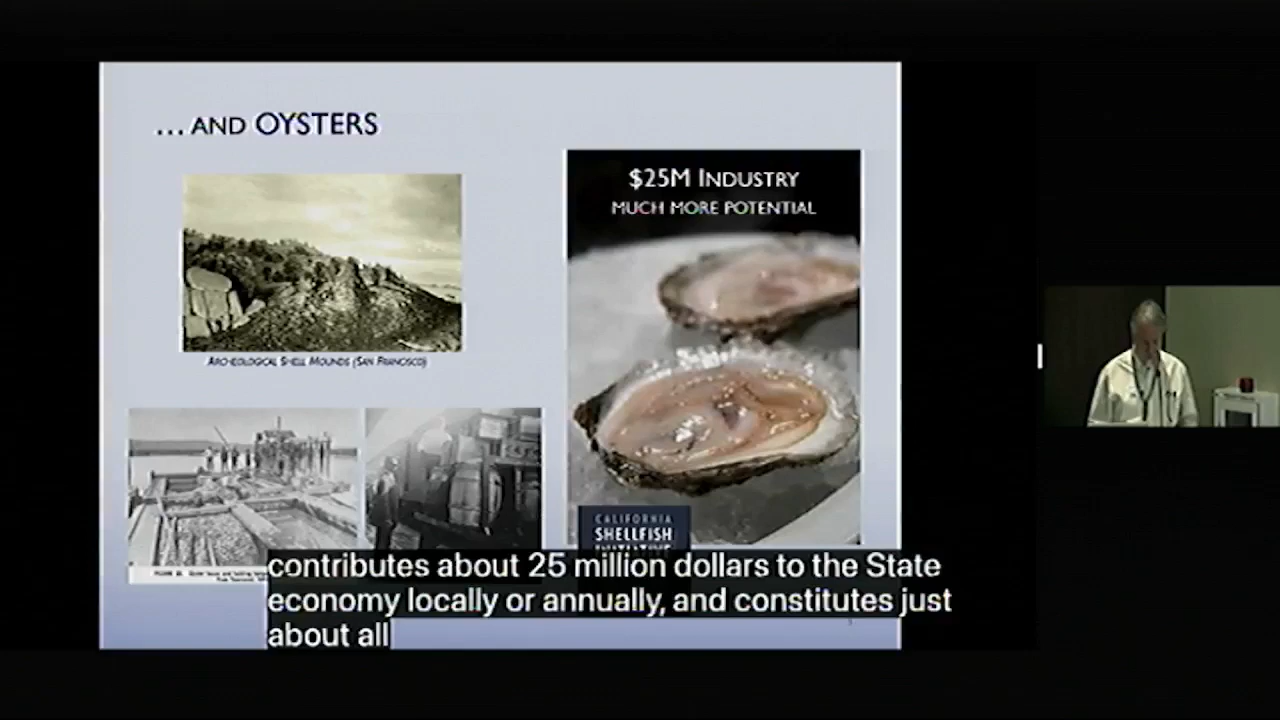 ... AND OYSTERS
$25M INDUSTRY
MUCH MORE POTENTIAL
ARCHEOLOGICAL SHELL MOUNDS (SAN FRANCISCO)
CALIFORNIA
SHELLFISH
contributes about 25 million dollars to the State
economy locally or annually, and constitutes just
about all